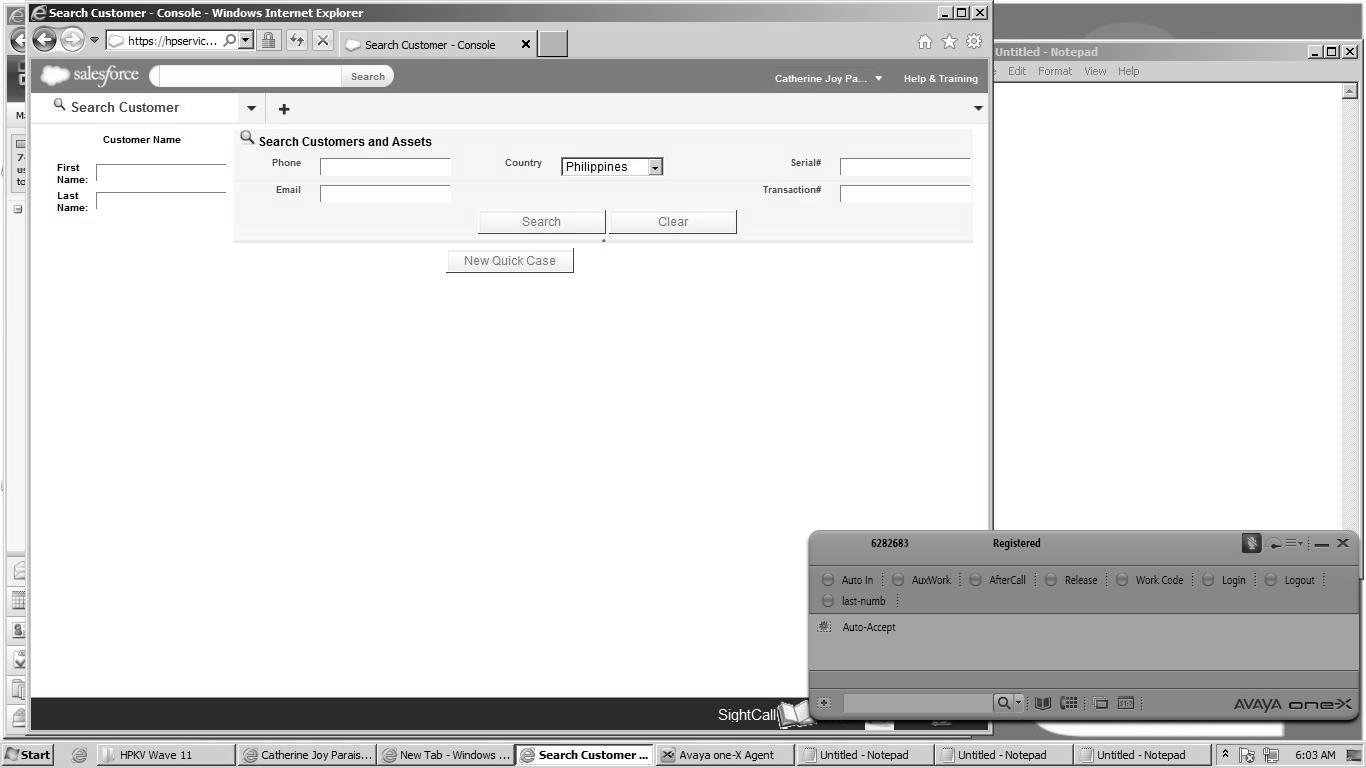 Search Customer - Console - Windows Internet Explorer
https://hpservic...
Search Customer - Console
salesforce
Search
Catherine Joy Pa...
Help & Training
Search Customer
Customer Name
First
Name:
Last
Name:
Search Customers and Assets
Phone
Country
Philippines
Serial#
Email
Transaction#
Search
Clear
New Quick Case
SightCall
Untitled - Notepad
Edit Format View Help
6282683
Registered
Auto In
AuxWork
AfterCall
Release
Work Code
Login
Logout
last-numb
Auto-Accept
AVAYA one-X
Start
HPKV Wave 11
Catherine Joy Parais...
New Tab - Windows ...
Search Customer ...
Avaya one-X Agent
Untitled - Notepad
Untitled - Notepad
Untitled - Notepad
6:03 AM